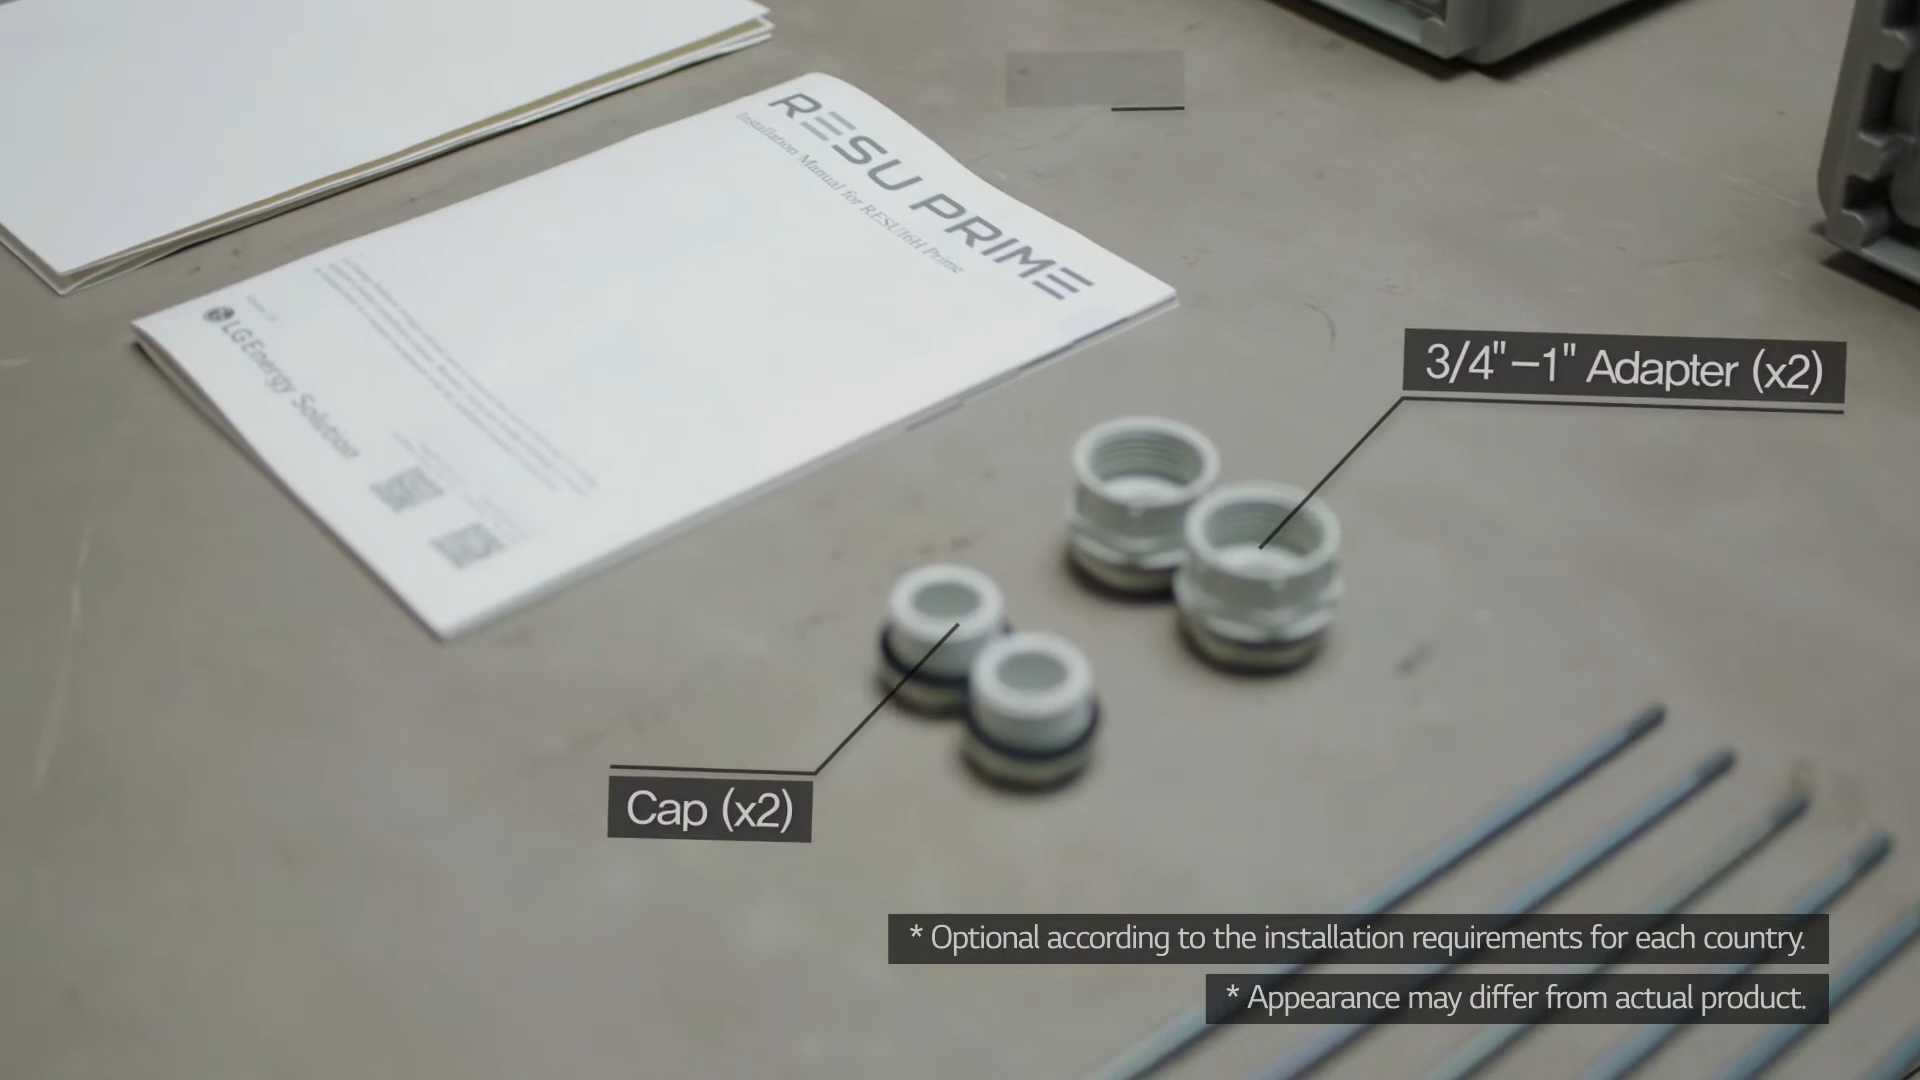 RESU PRIME
Installation Manual for RESU16H Prime
LG Energy Solution
3/4"–1" Adapter (x2)
Cap (x2)
* Optional according to the installation requirements for each country.
* Appearance may differ from actual product.